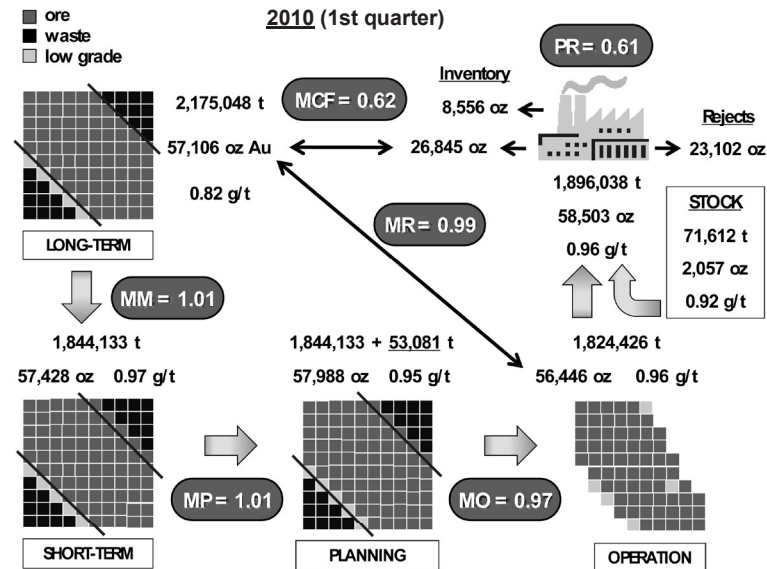 2010 (1st quarter)
ore
waste
low grade
PR = 0.61
Inventory
8,556 oz
2,175,048 t
MCF = 0.62
57,106 oz Au
26,845 oz
Rejects
23,102 oz
0.82 g/t
1,896,038 t
58,503 oz
0.96 g/t
STOCK
71,612 t
2,057 oz
0.92 g/t
MR = 0.99
LONG-TERM
MM = 1.01
1,844,133 t
57,428 oz 0.97 g/t
1,844,133 + 53,081 t
57,988 oz 0.95 g/t
1,824,426 t
56,446 oz 0.96 g/t
MP = 1.01
MO = 0.97
SHORT-TERM
PLANNING
OPERATION